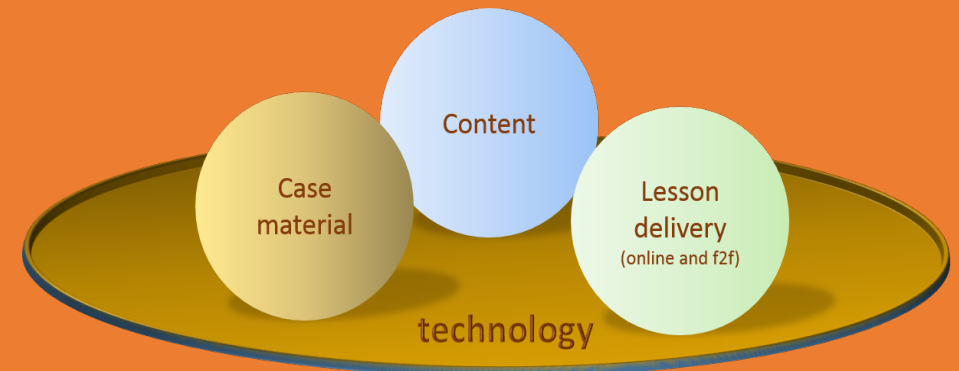 Content
Case
material
Lesson
delivery
(online and f2f)
technology